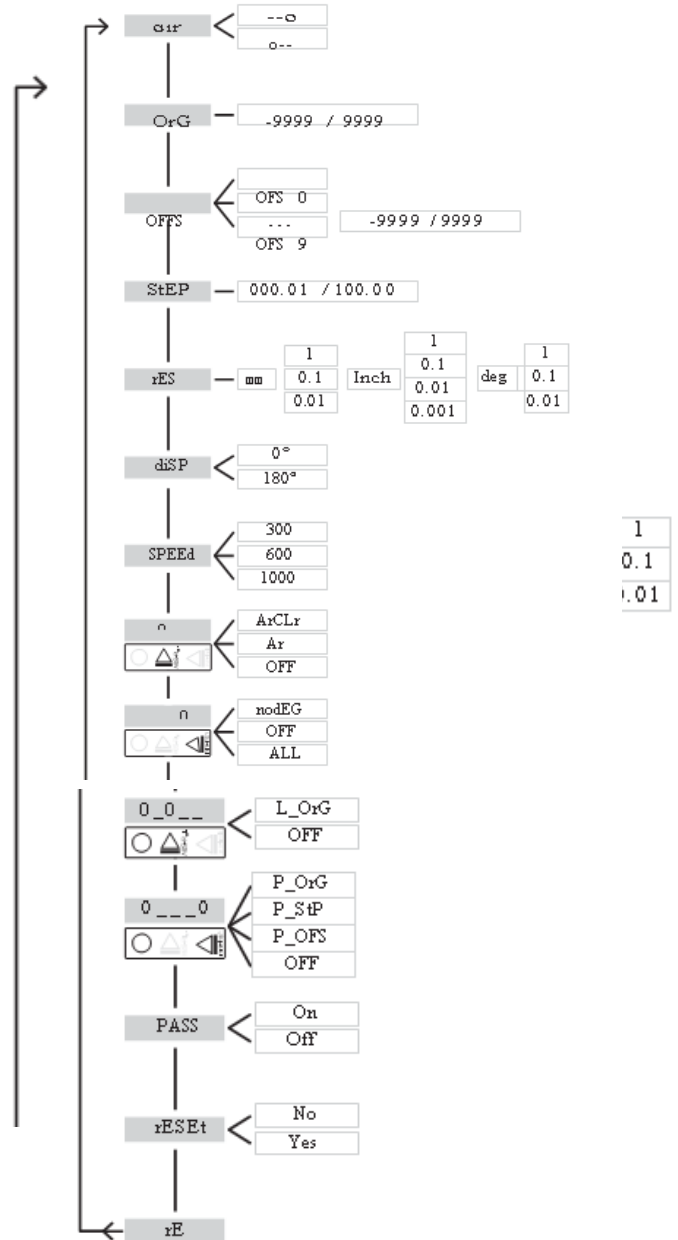 --o
o--
OrG
-9999 / 9999
OFFS
OFS 0
...
OFS 9
-9999 / 9999
StEP
000.01 / 100.00
rES
mm
1
0.1
0.01
Inch
1
0.1
0.01
0.001
deg
1
0.1
0.01
diSP
0°
180°
SPEEd
300
600
1000
1
0.1
.01
ArCLr
Ar
OFF
nodEG
OFF
ALL
0_0__
L_OrG
OFF
0___0
P_OrG
P_StP
P_OFS
OFF
PASS
On
Off
rESEt
No
Yes
rE